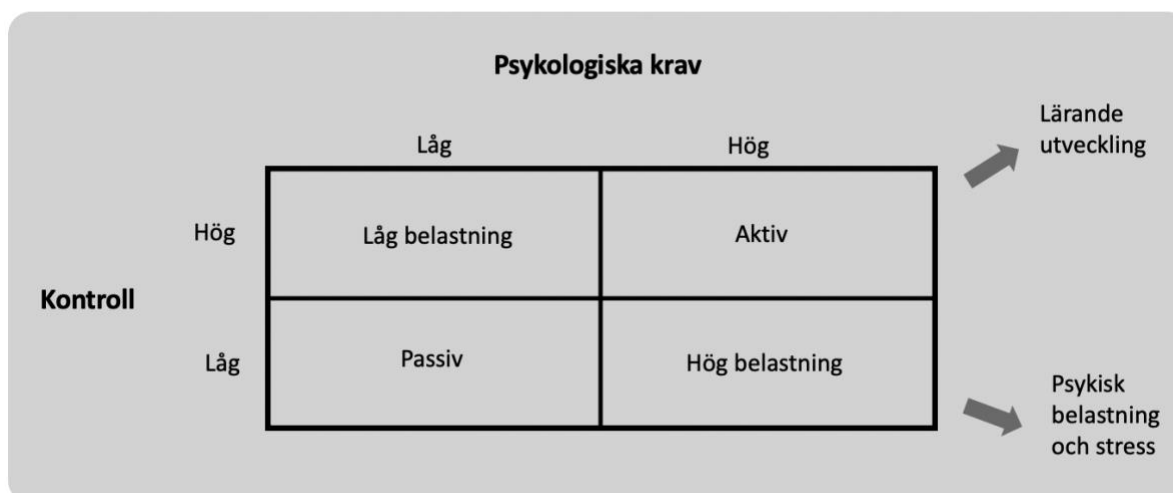 Psykologiska krav
Låg
Hög
Lärande
utveckling
Hög
Låg belastning
Aktiv
Kontroll
Låg
Passiv
Hög belastning
Psykisk
belastning
och stress